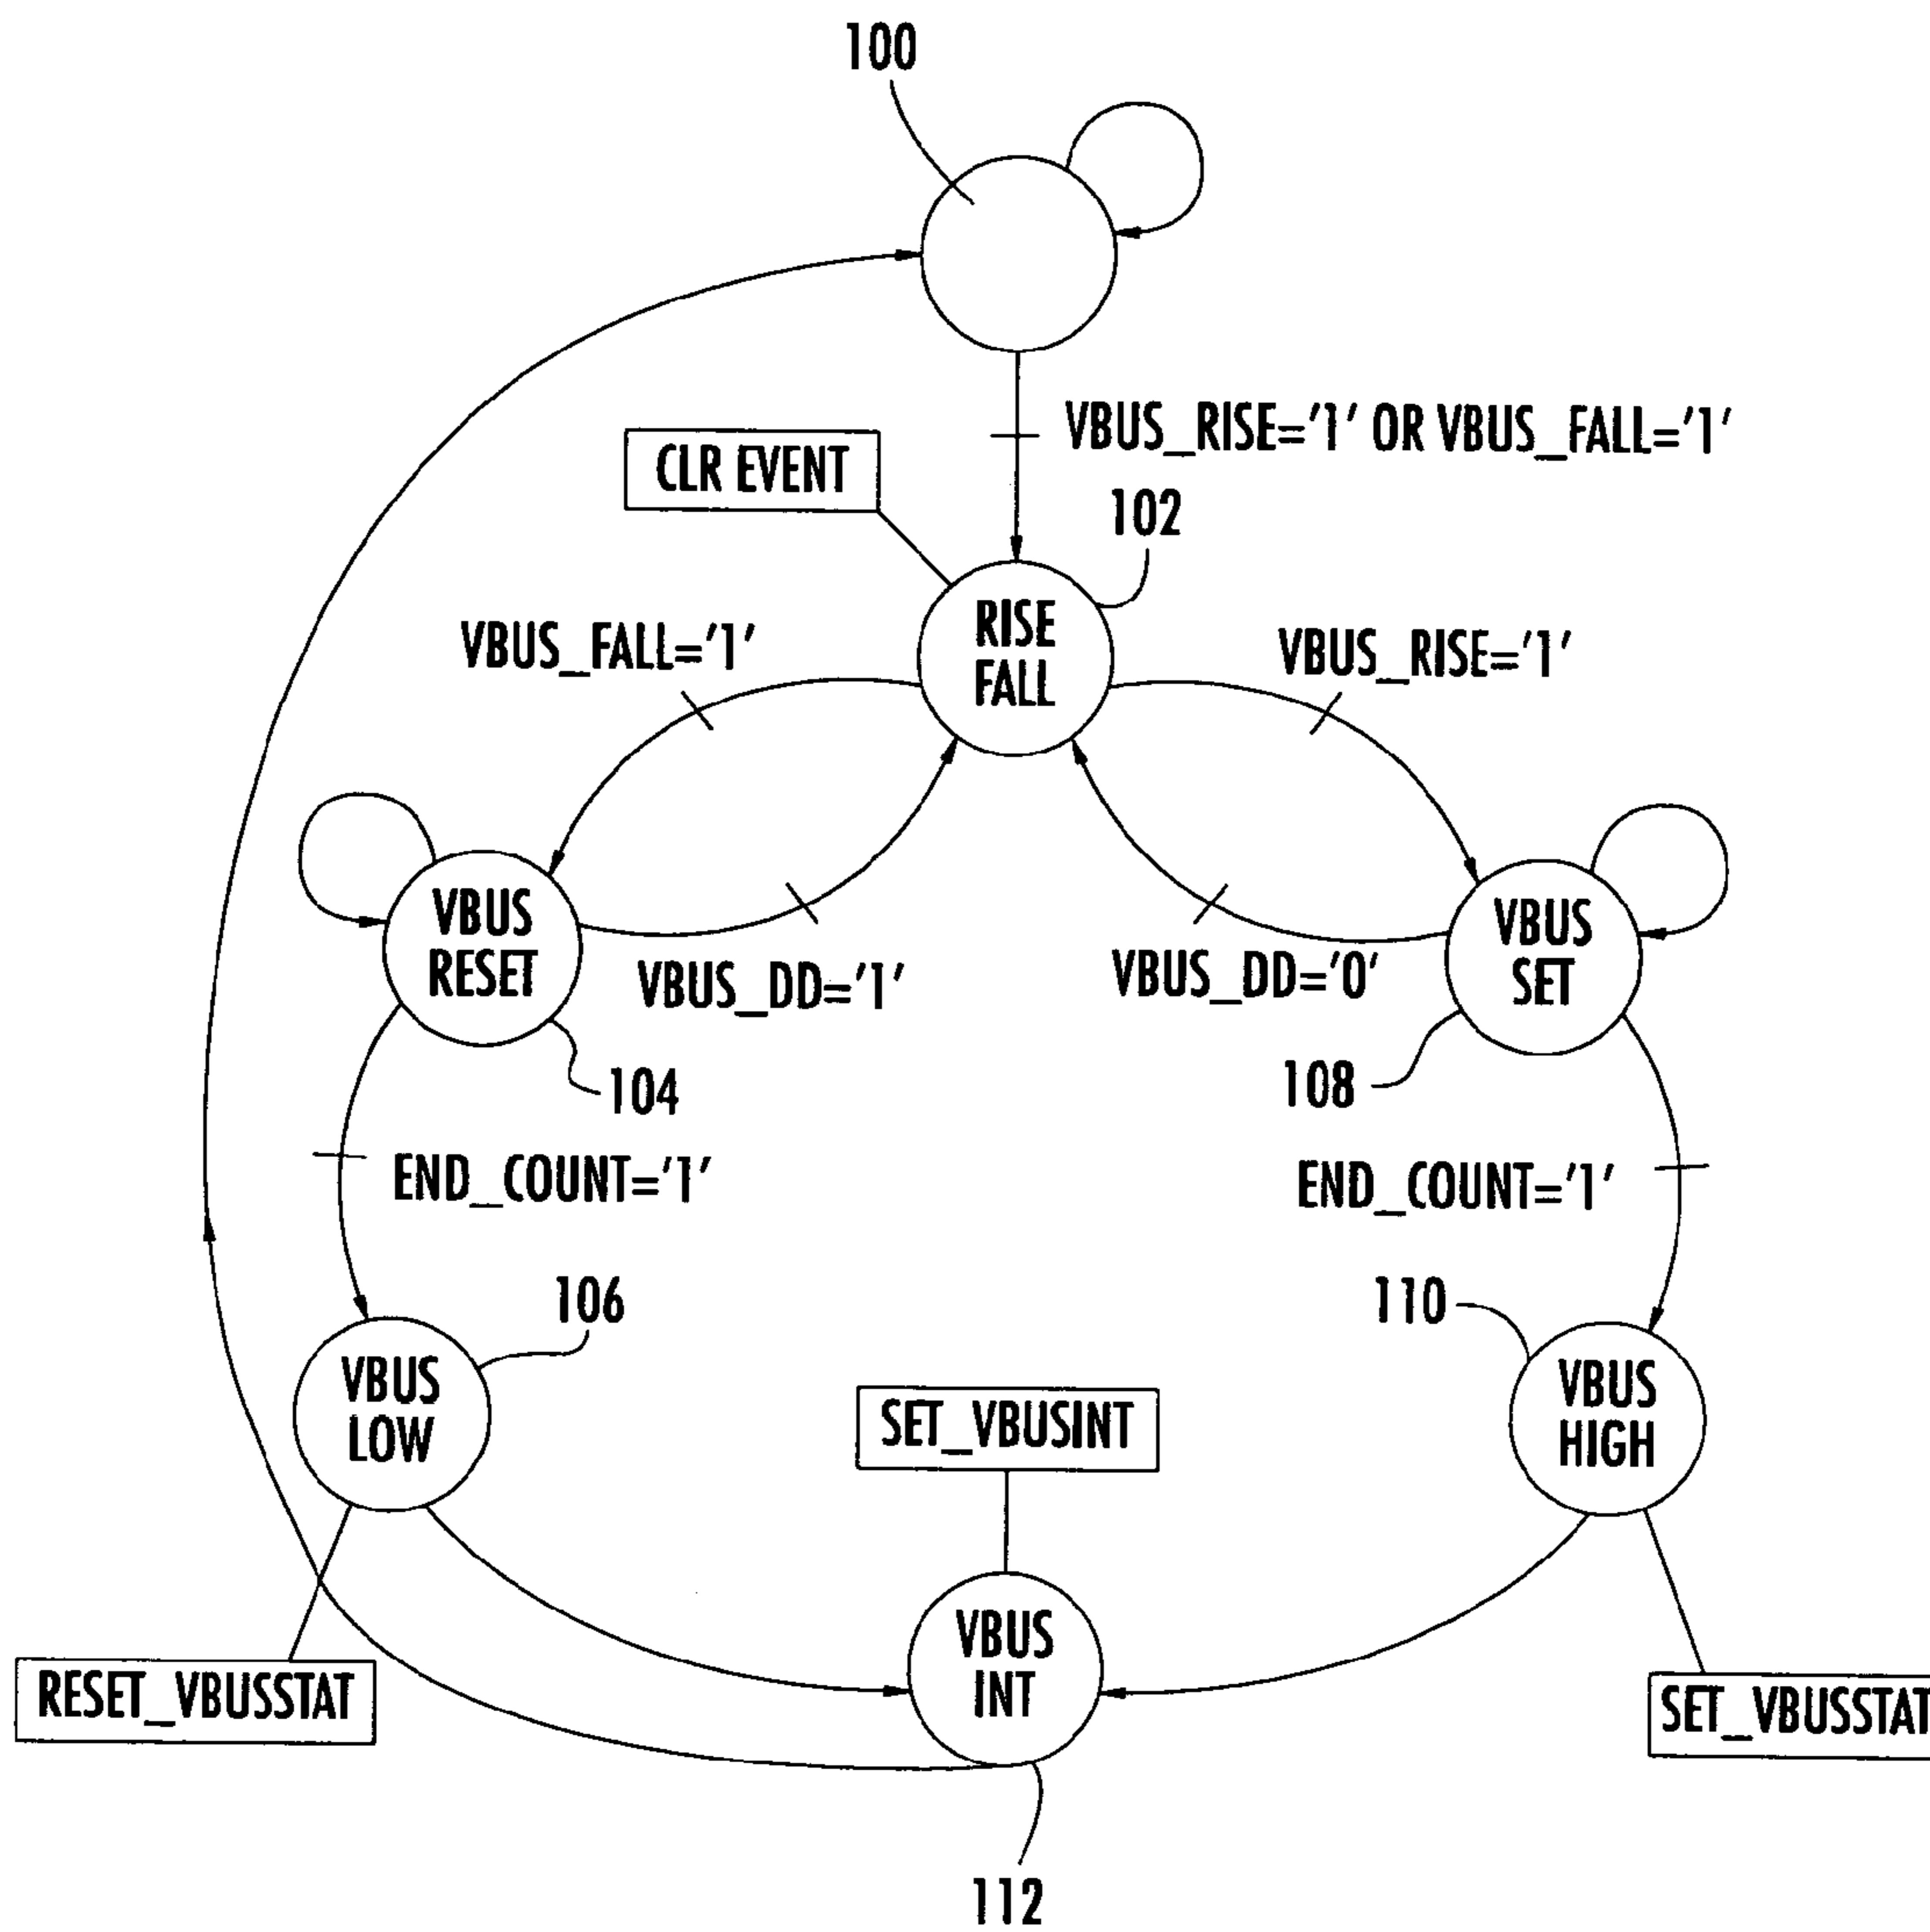 100
VBUS_RISE='1' OR VBUS_FALL='1'
CLR EVENT
102
RISE
FALL
VBUS_FALL='1'
VBUS_RISE='1'
VBUS
RESET
VBUS
SET
VBUS_DD='1'
VBUS_DD='0'
104
108
END_COUNT='1'
END_COUNT='1'
106
110
VBUS
LOW
SET_VBUSINT
VBUS
HIGH
VBUS
INT
RESET_VBUSSTAT
SET_VBUSSTAT
112